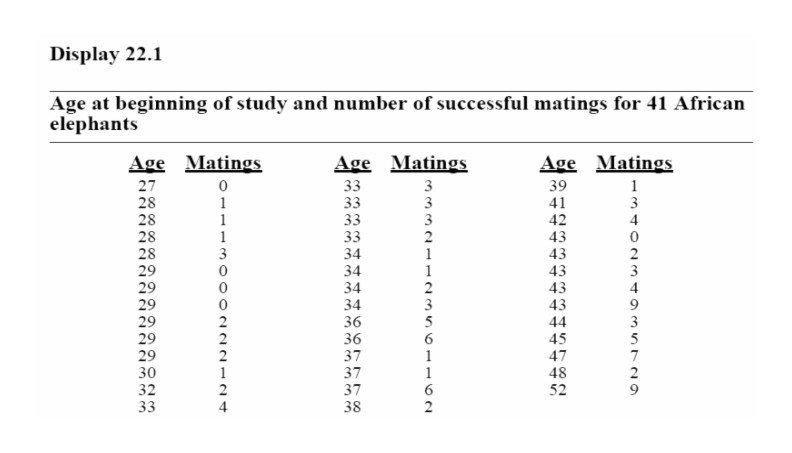 Display 22.1
Age at beginning of study and number of successful matings for 41 African
elephants
Age Matings Age Matings Age Matings
27 0 33 3 39 1
28 1 33 3 41 3
28 1 33 3 42 4
28 1 33 2 43 0
28 3 34 1 43 2
29 0 34 1 43 3
29 0 34 2 43 4
29 0 34 3 43 9
29 2 36 5 44 3
29 2 36 6 45 5
29 2 37 1 47 7
30 1 37 1 48 2
32 2 37 6 52 9
33 4 38 2